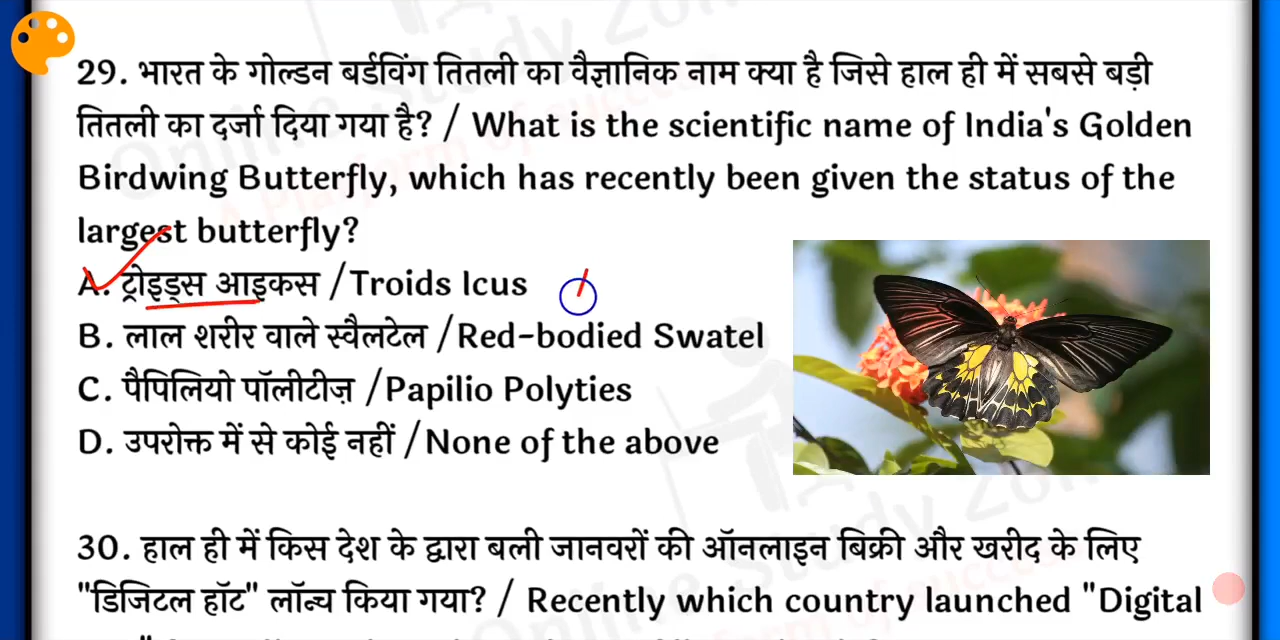 29. भारत के गोल्डन बर्डविंग तितली का वैज्ञानिक नाम क्या है जिसे हाल ही में सबसे बड़ी
तितली का दर्जा दिया गया है? / What is the scientific name of India's Golden
Birdwing Butterfly, which has recently been given the status of the
largest butterfly?
A. ट्रोइड्स आइकस /Troids Icus
B. लाल शरीर वाले स्वैलटेल /Red-bodied Swatel
C. पैपिलियो पॉलीटीज़ /Papilio Polyties
D. उपरोक्त में से कोई नहीं /None of the above
30. हाल ही में किस देश के द्वारा बली जानवरों की ऑनलाइन बिक्री और खरीद के लिए
"डिजिटल हॉट" लॉन्च किया गया? / Recently which country launched "Digital